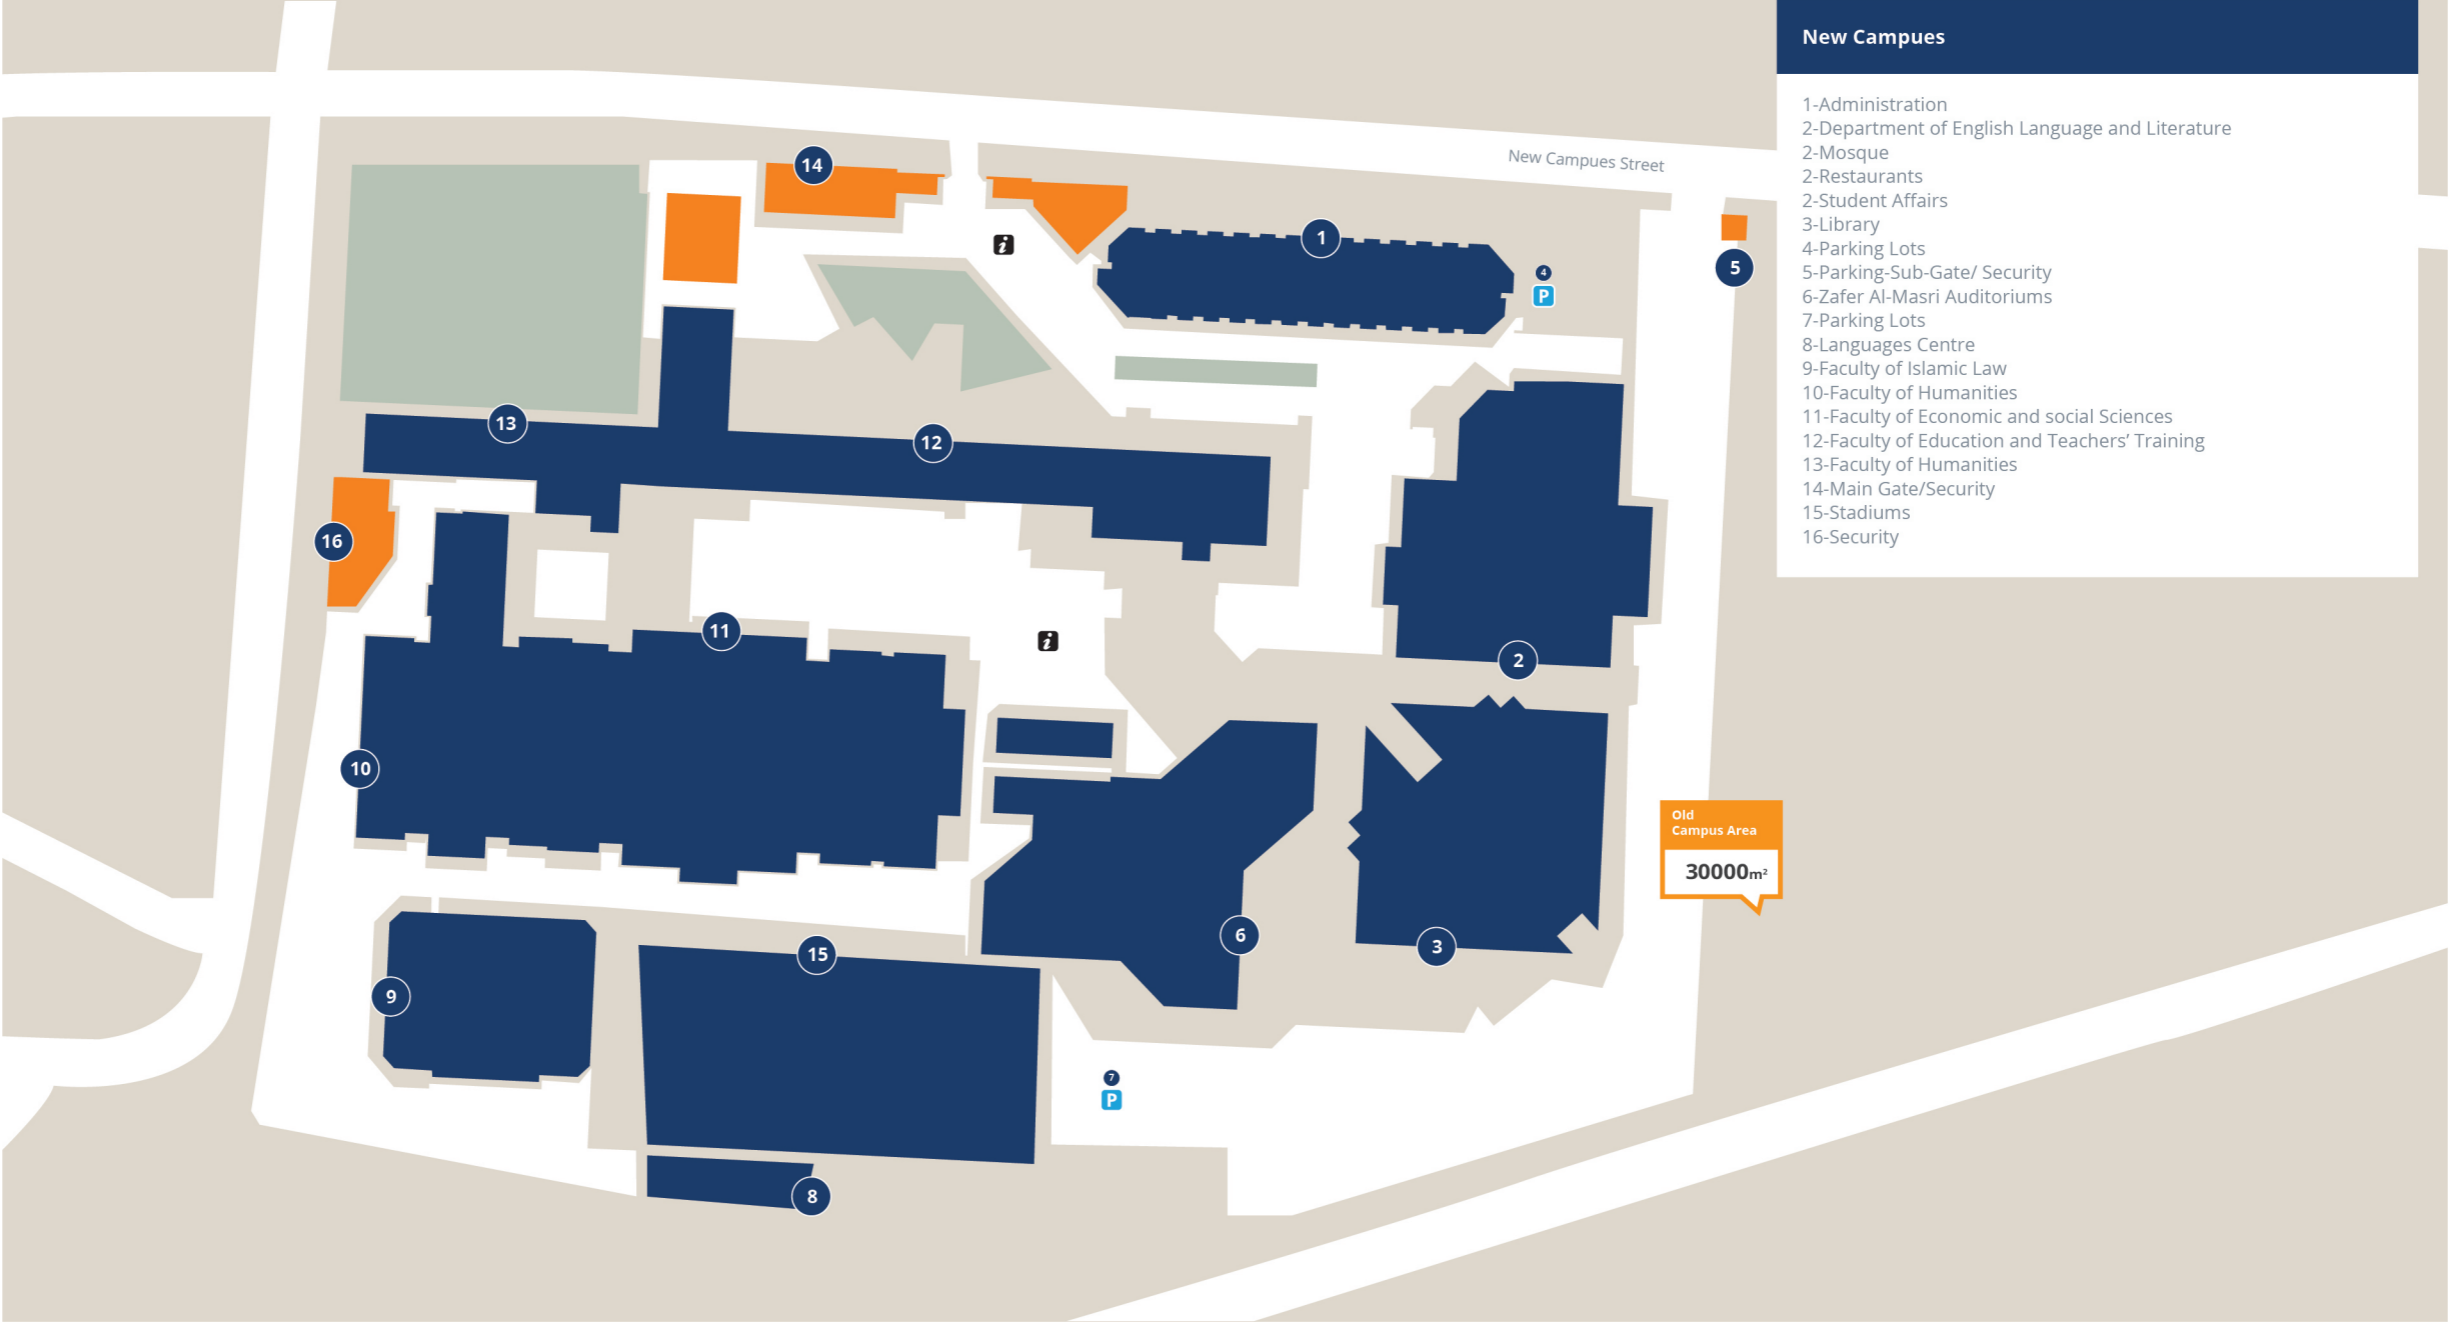 New Campues
1-Administration
2-Department of English Language and Literature
2-Mosque
2-Restaurants
2-Student Affairs
3-Library
4-Parking Lots
5-Parking-Sub-Gate/ Security
6-Zafer Al-Masri Auditoriums
7-Parking Lots
8-Languages Centre
9-Faculty of Islamic Law
10-Faculty of Humanities
11-Faculty of Economic and social Sciences
12-Faculty of Education and Teachers’ Training
13-Faculty of Humanities
14-Main Gate/Security
15-Stadiums
16-Security
New Campues Street
14
1
i
4
P
5
13
12
16
11
i
2
10
Old
Campus Area
30000m²
6
3
15
9
7
P
8